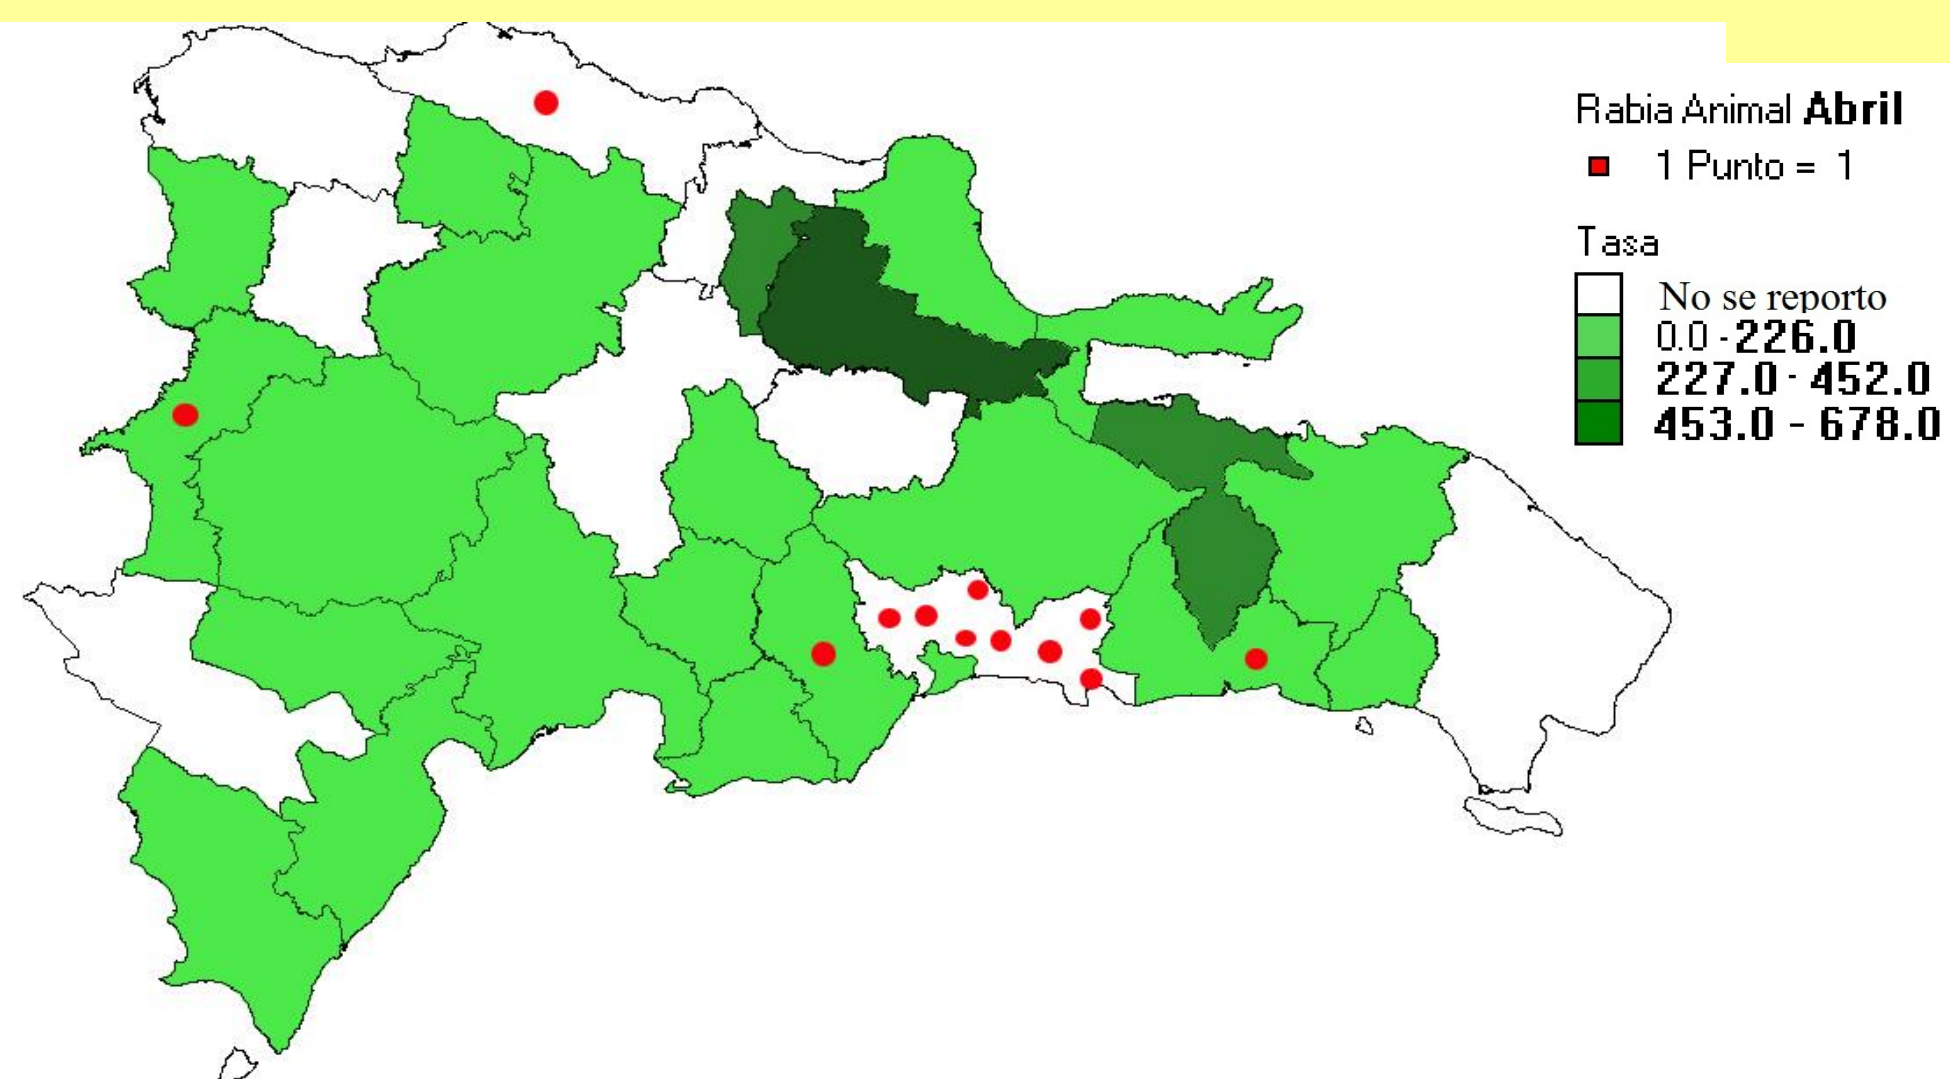 Rabia Animal Abril
1 Punto = 1
Tasa
No se reporto
0.0 - 226.0
227.0 - 452.0
453.0 - 678.0